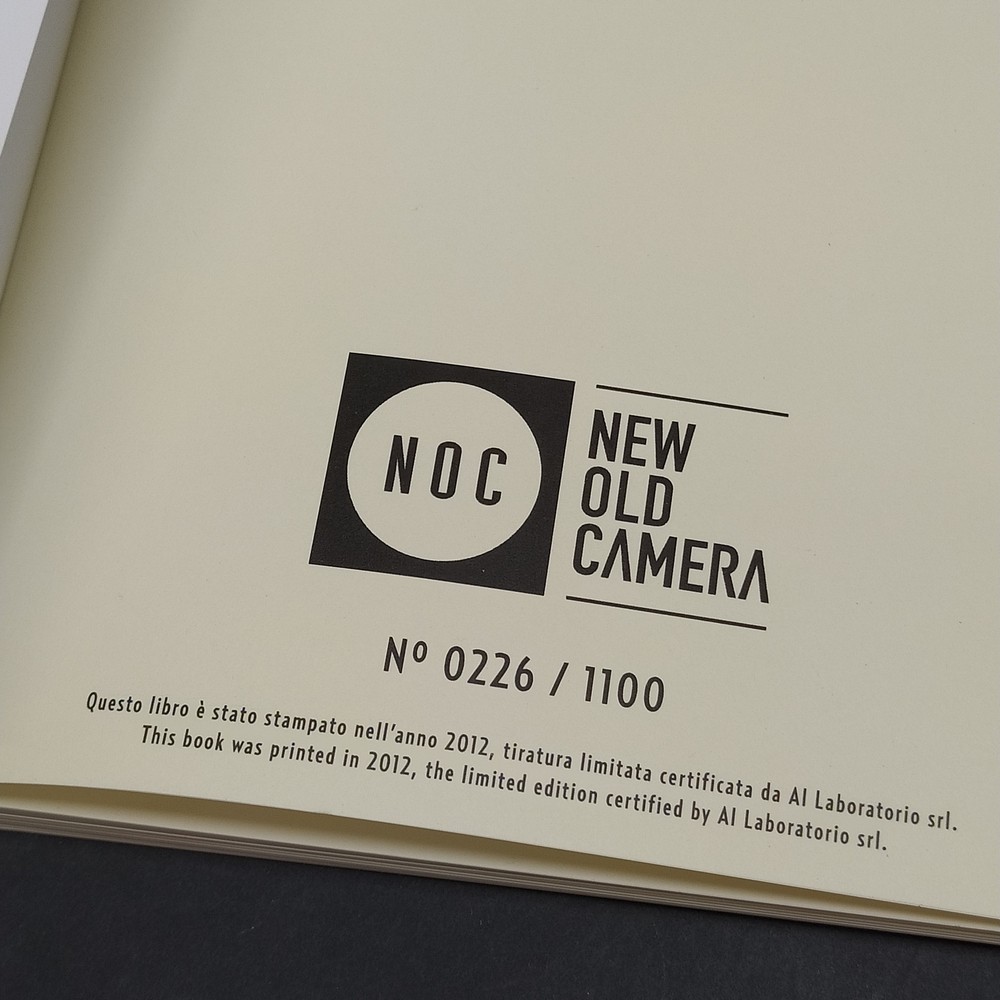 NOC
NEW
OLD
CAMERA
Nº 0226 / 1100
Questo libro è stato stampato nell'anno 2012, tiratura limitata certificata da Al Laboratorio srl.
This book was printed in 2012, the limited edition certified by Al Laboratorio srl.